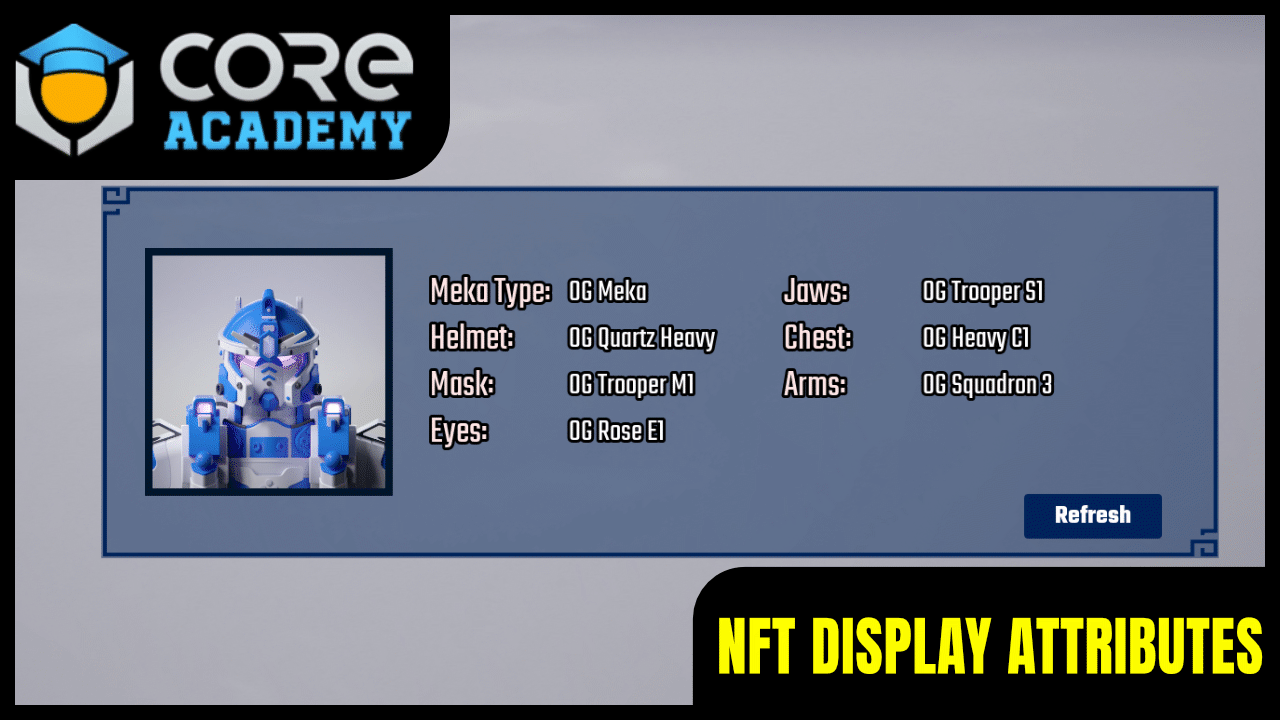 CORE
ACADEMY
Meka Type: OG Meka Jaws: OG Trooper S1
Helmet: OG Quartz Heavy Chest: OG Heavy C1
Mask: OG Trooper M1 Arms: OG Squadron 3
Eyes: OG Rose E1
Refresh
NFT DISPLAY ATTRIBUTES